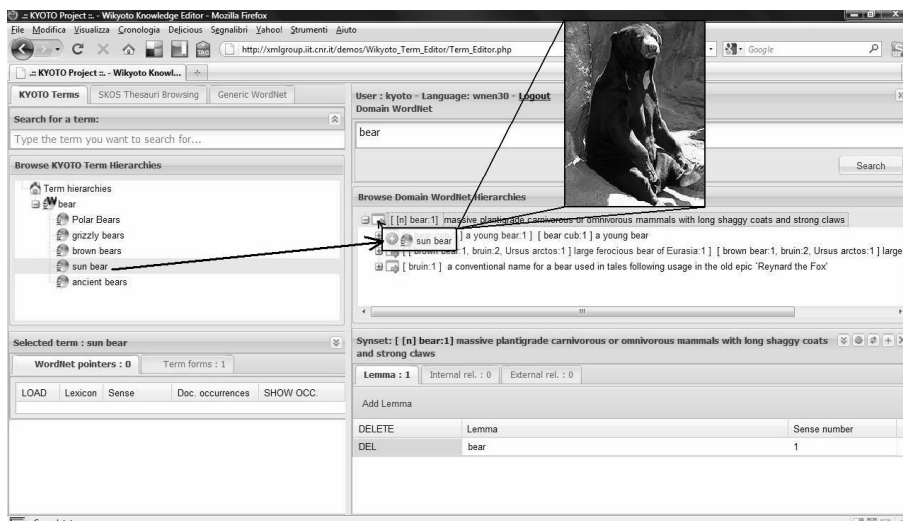 .:: KYOTO Project ::. - Wikyoto Knowledge Editor - Mozilla Firefox
File Modifica Visualizza Cronologia Delicious Segnalibri Yahoo! Strumenti Aiuto
http://xmlgroup.iit.cnr.it/demos/Wikyoto_Term_Editor/Term_Editor.php
Google
.:: KYOTO Project ::. - Wikyoto Knowl...
KYOTO Terms SKOS Thesauri Browsing Generic WordNet
Search for a term:
Type the term you want to search for...
Browse KYOTO Term Hierarchies
Term hierarchies
bear
Polar Bears
grizzly bears
brown bears
sun bear
ancient bears
Selected term : sun bear
WordNet pointers : 0 Term forms : 1
LOAD Lexicon Sense Doc. occurrences SHOW OCC.
User : kyoto - Language: wnen30 - Logout
Domain WordNet
bear
Search
Browse Domain WordNet Hierarchies
[ [n] bear:1] massive plantigrade carnivorous or omnivorous mammals with long shaggy coats and strong claws
sun bear
] a young bear:1 ] [ bear cub:1 ] a young bear
bear:1, bruin:2, Ursus arctos:1 ] large ferocious bear of Eurasia:1 ] [ brown bear:1, bruin:2, Ursus arctos:1 ] large
[ bruin:1 ] a conventional name for a bear used in tales following usage in the old epic `Reynard the Fox'
Synset: [ [n] bear:1] massive plantigrade carnivorous or omnivorous mammals with long shaggy coats
and strong claws
Lemma : 1 Internal rel. : 0 External rel. : 0
Add Lemma
DELETE Lemma Sense number
DEL bear 1